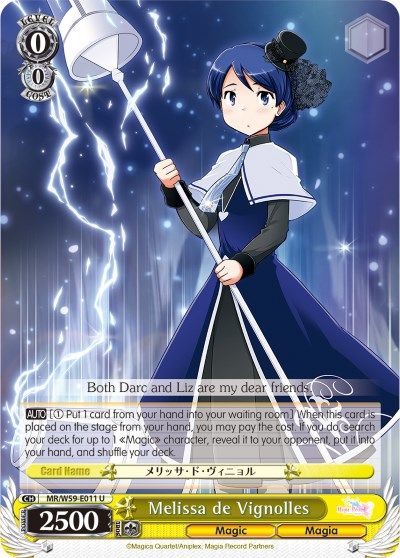 LEVEL
0
0
COST
Both Darc and Liz are my dear friends.
AUTO [① Put 1 card from your hand into your waiting room] When this card is
placed on the stage from your hand, you may pay the cost. If you do, search
your deck for up to 1 «Magic» character, reveal it to your opponent, put it into
your hand, and shuffle your deck.
Card Name メリッサ・ド・ヴィニョル
CH MR/W59-E011 U
POWER 2500 SOUL Melissa de Vignolles
Magic Magia
©Magica Quartet/Aniplex, Magia Record Partners